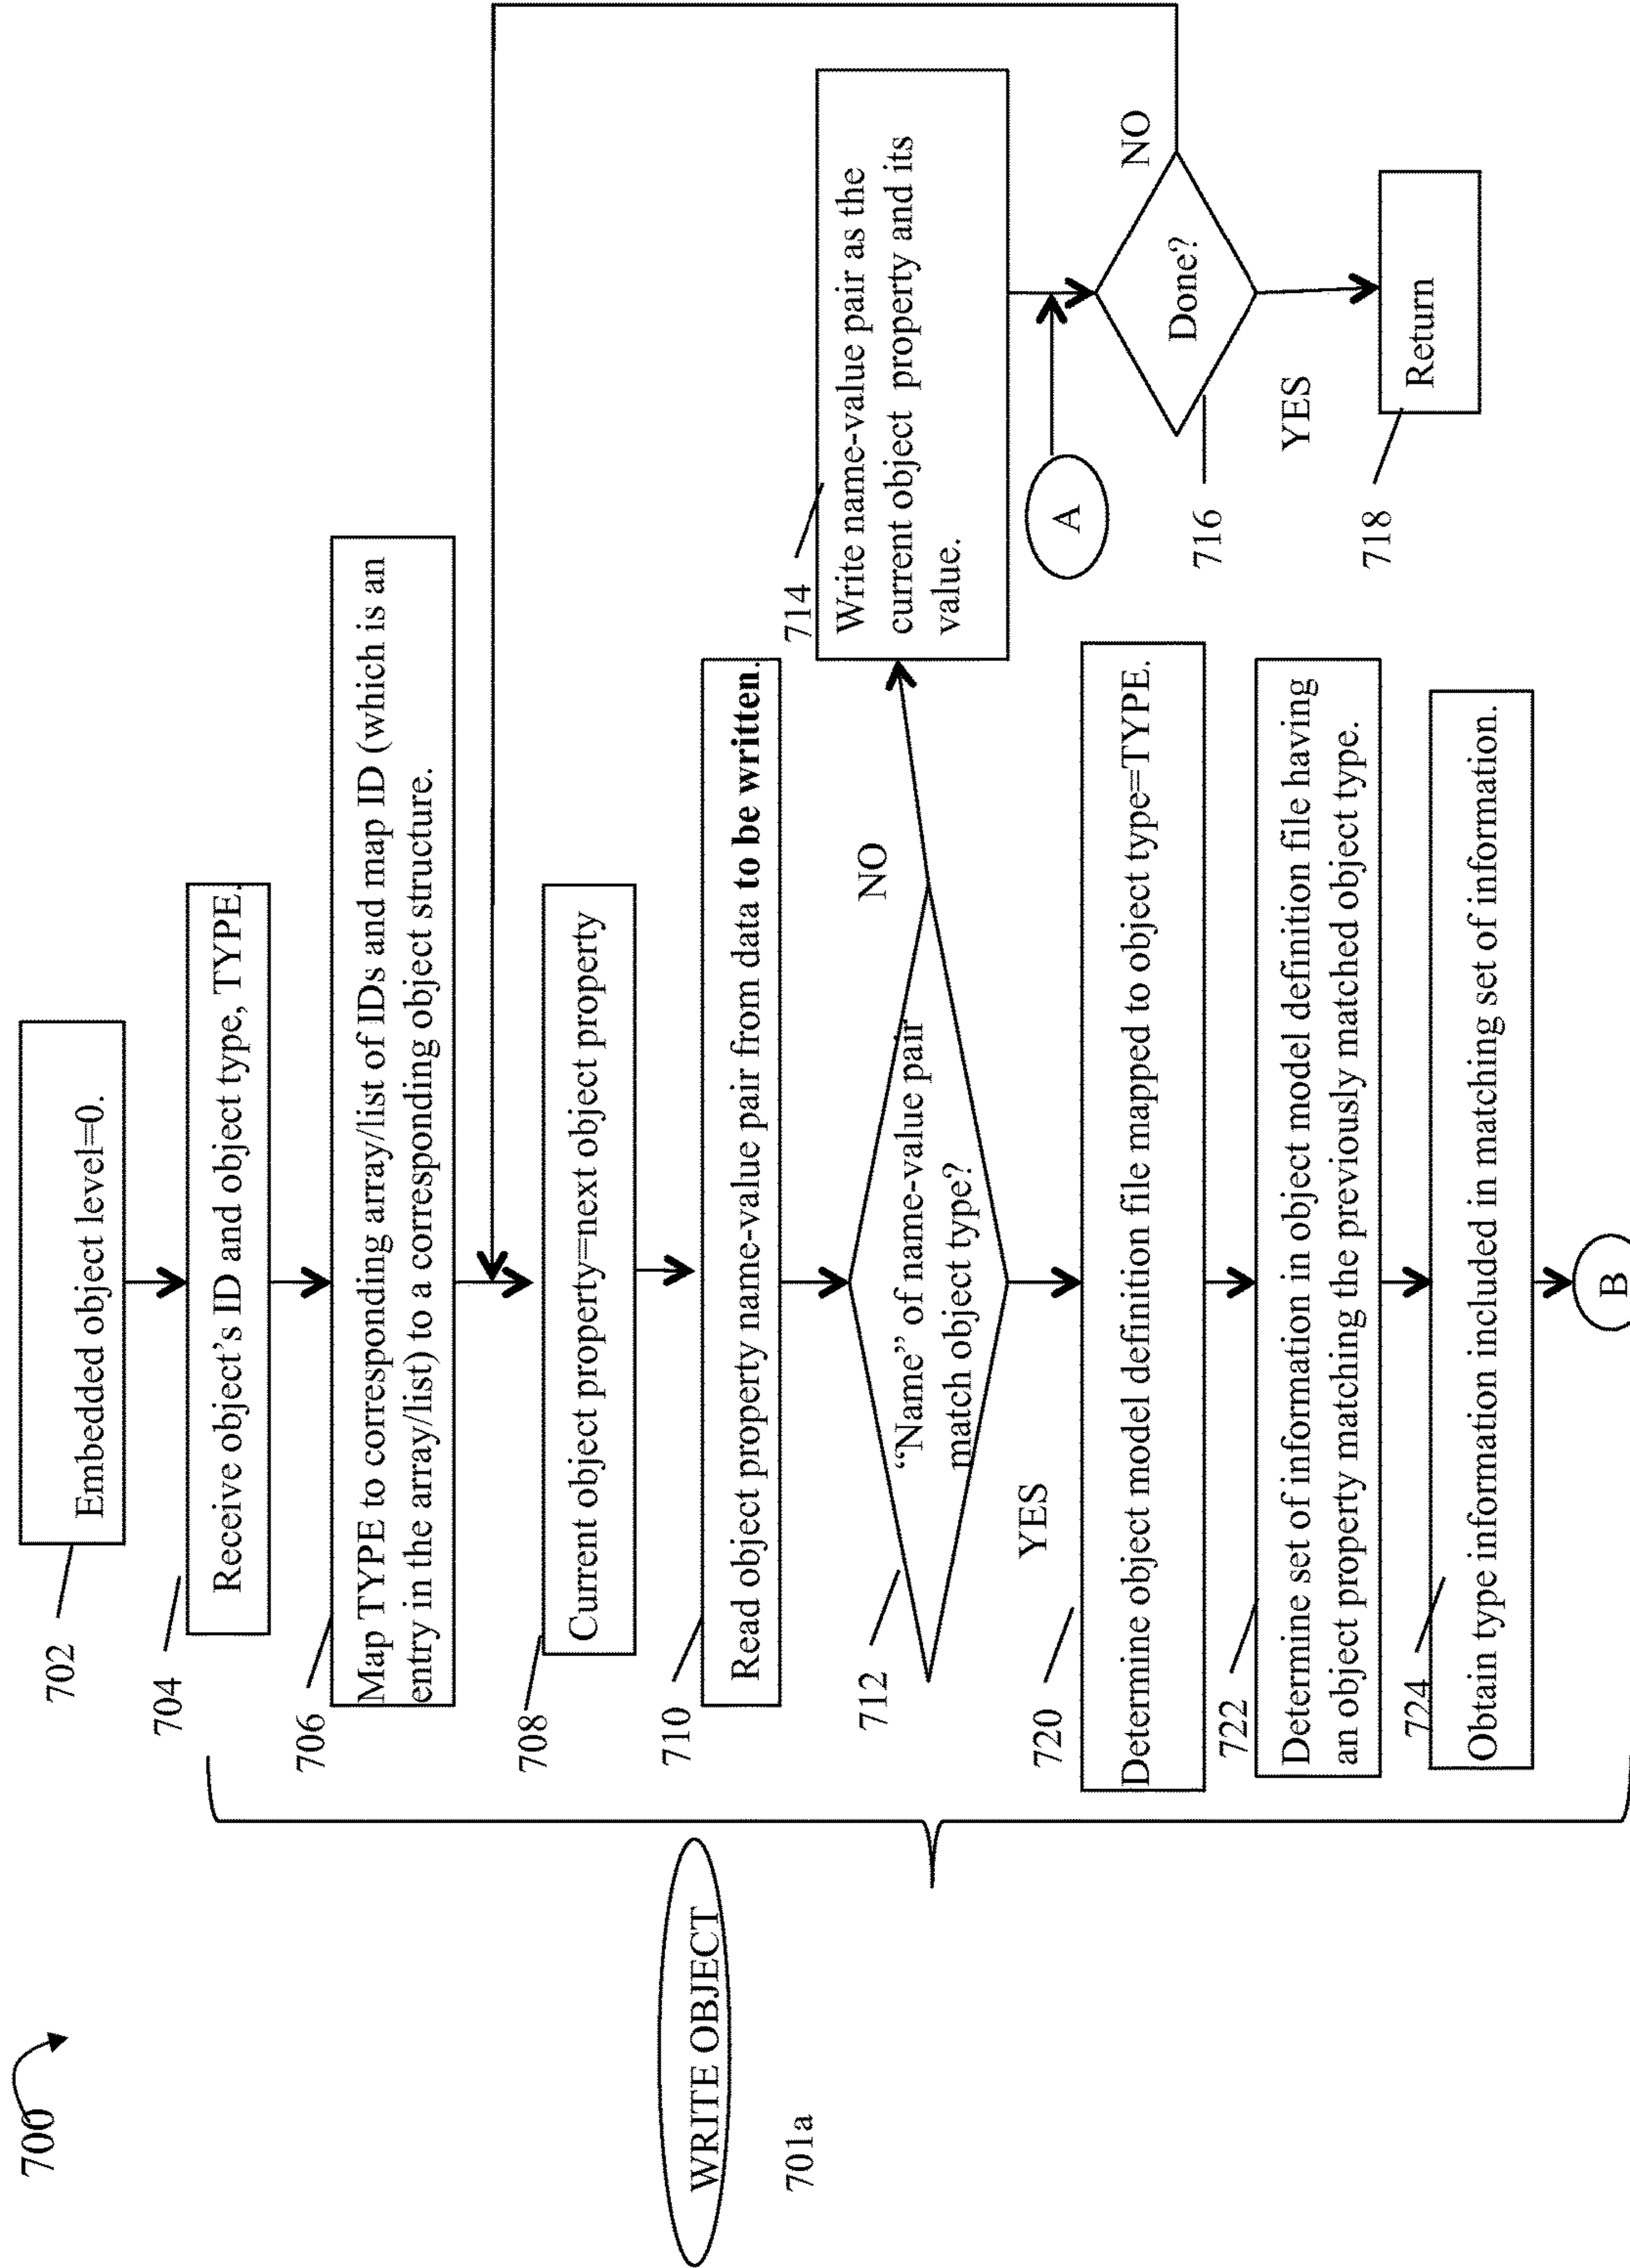 700
702
Embedded object level=0.
704
Receive object's ID and object type, TYPE.
706
Map TYPE to corresponding array/list of IDs and map ID (which is an
entry in the array/list) to a corresponding object structure.
708
Current object property=next object property
WRITE OBJECT
701a
710
Read object property name-value pair from data to be written.
712
“Name” of name-value pair
match object type?
NO
YES
714
Write name-value pair as the
current object property and its
value.
A
716
Done?
NO
YES
718
Return
720
Determine object model definition file mapped to object type=TYPE.
722
Determine set of information in object model definition file having
an object property matching the previously matched object type.
724
Obtain type information included in matching set of information.
B